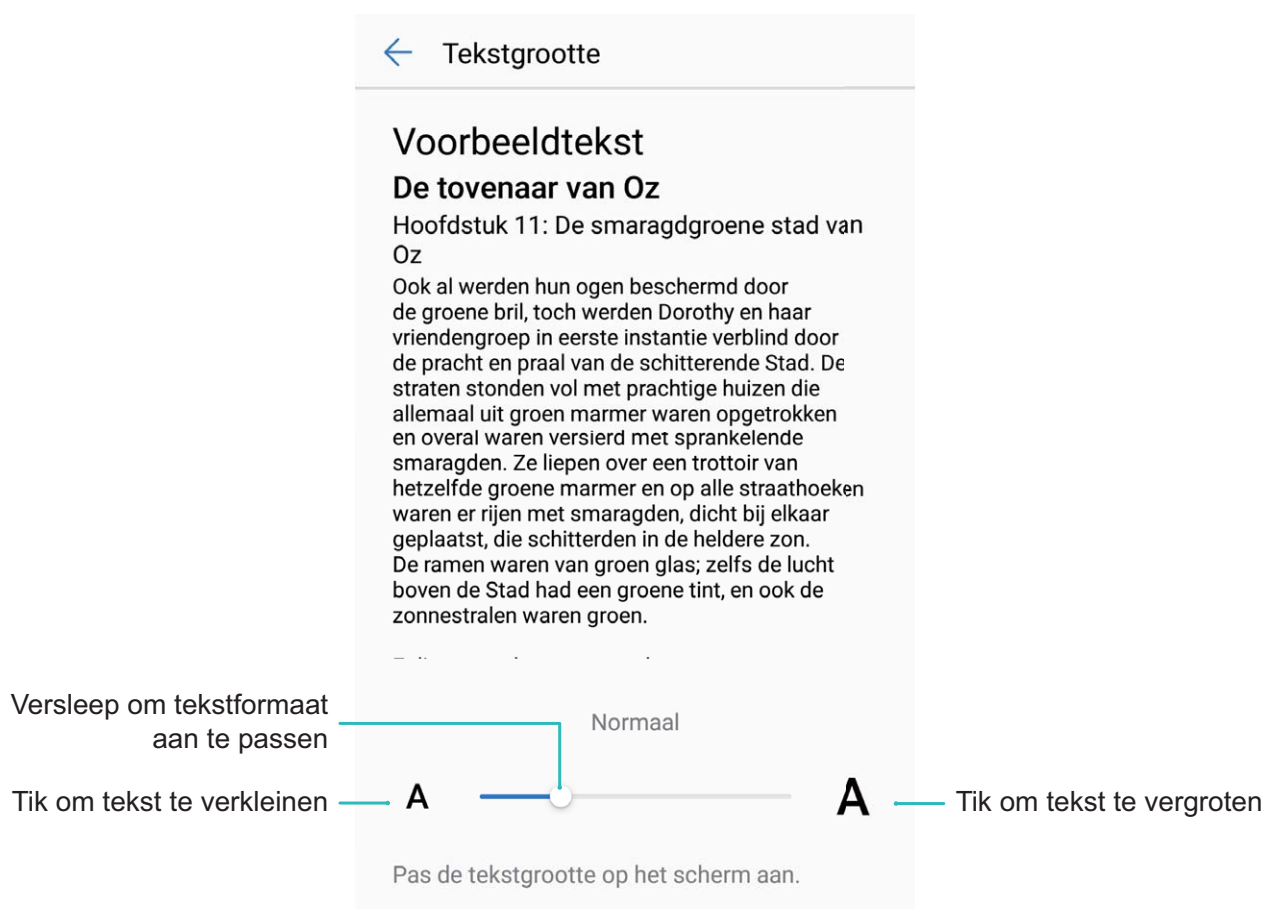 Tekstgrootte
Voorbeeldtekst
De tovenaar van Oz
Hoofdstuk 11: De smaragdgroene stad van
Oz
Ook al werden hun ogen beschermd door
de groene bril, toch werden Dorothy en haar
vriendengroep in eerste instantie verblind door
de pracht en praal van de schitterende Stad. De
straten stonden vol met prachtige huizen die
allemaal uit groen marmer waren opgetrokken
en overal waren versierd met sprankelende
smaragden. Ze liepen over een trottoir van
hetzelfde groene marmer en op alle straathoeken
waren er rijen met smaragden, dicht bij elkaar
geplaatst, die schitterden in de heldere zon.
De ramen waren van groen glas; zelfs de lucht
boven de Stad had een groene tint, en ook de
zonnestralen waren groen.
Versleep om tekstformaat
aan te passen
Normaal
Tik om tekst te verkleinen
A
A
Tik om tekst te vergroten
Pas de tekstgrootte op het scherm aan.